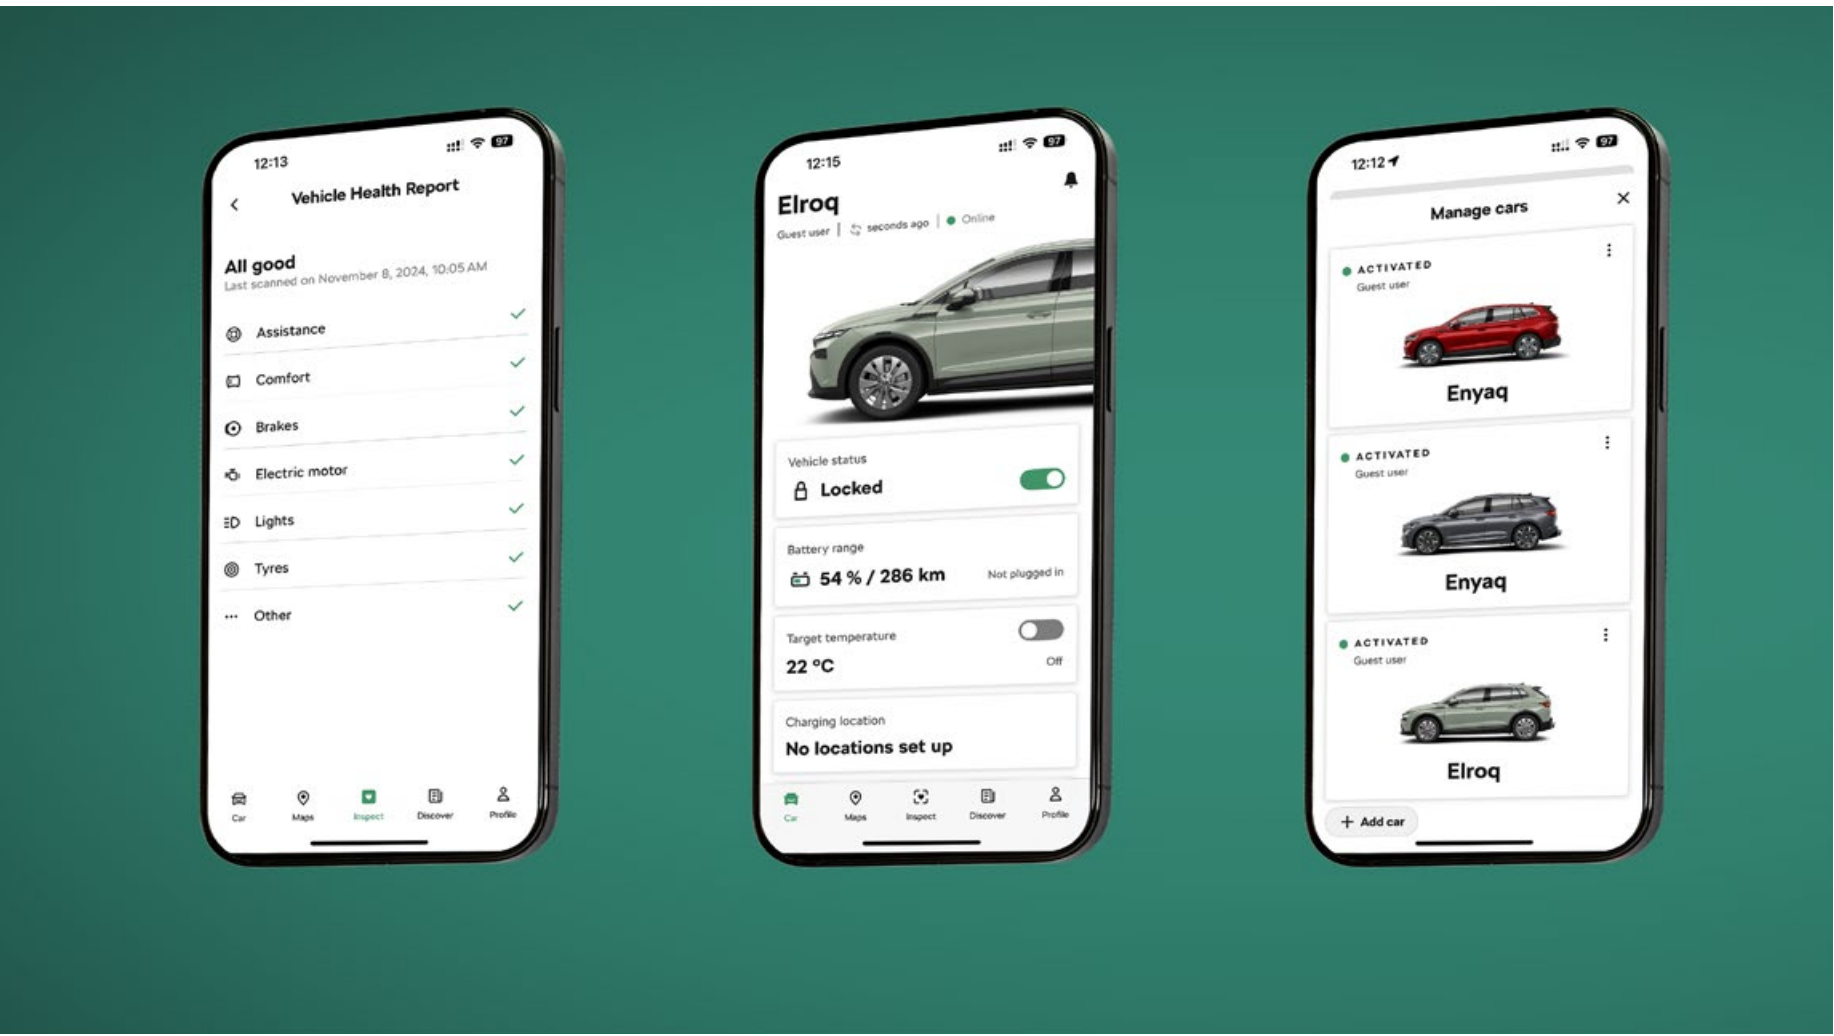 12:13
97
Vehicle Health Report
All good
Last scanned on November 8, 2024, 10:05 AM
Assistance
Comfort
Brakes
Electric motor
Lights
Tyres
Other
Car Maps Inspect Discover Profile
12:15
97
Elroq
Guest user | seconds ago | Online
Vehicle status
Locked
Battery range
54 % / 286 km Not plugged in
Target temperature
22 °C Off
Charging location
No locations set up
Car Maps Inspect Discover Profile
12:12
97
Manage cars
ACTIVATED
Guest user
Enyaq
ACTIVATED
Guest user
Enyaq
ACTIVATED
Guest user
Elroq
+ Add car